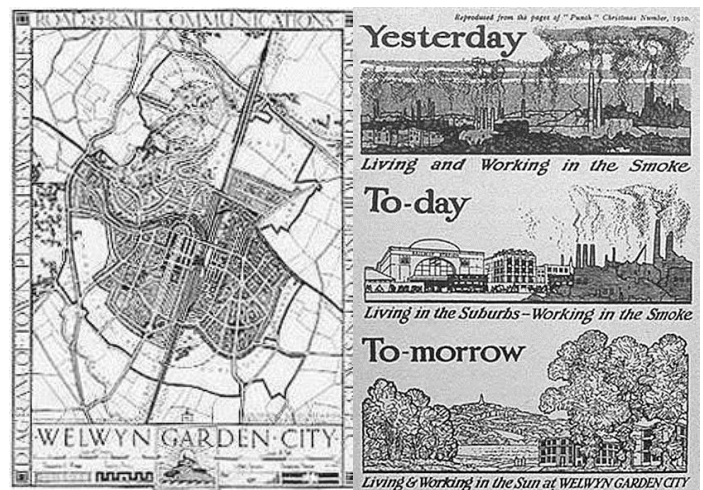 ROAD & RAIL COMMUNICATIONS
DIAGRAM OF TOWN PLAN SHEWING ZONES
WELWYN GARDEN CITY
Reproduced from the pages of "Punch" Christmas Number, 1920.
Yesterday
Living and Working in the Smoke
To-day
Living in the Suburbs – Working in the Smoke
To-morrow
Living & Working in the Sun at WELWYN GARDEN CITY